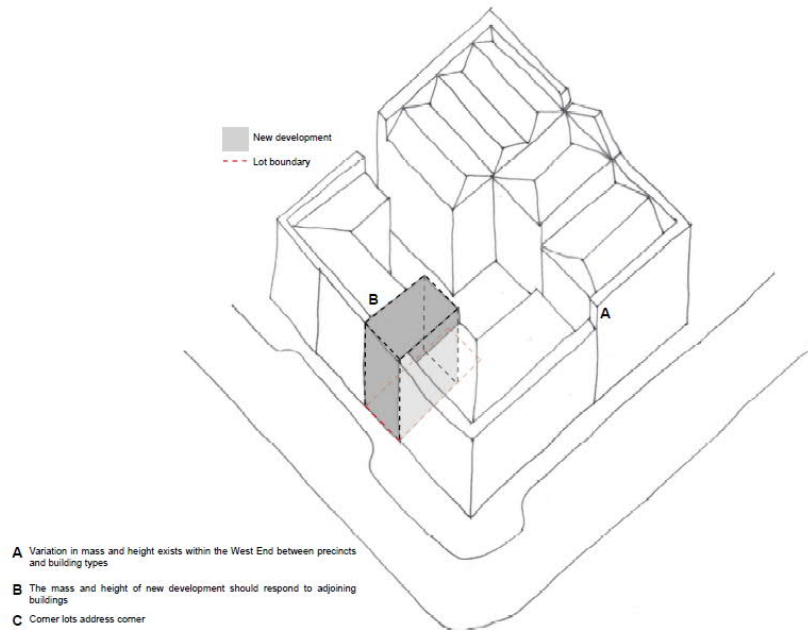 New development
Lot boundary
B
A
A Variation in mass and height exists within the West End between precincts
and building types
B The mass and height of new development should respond to adjoining
buildings
C Corner lots address corner